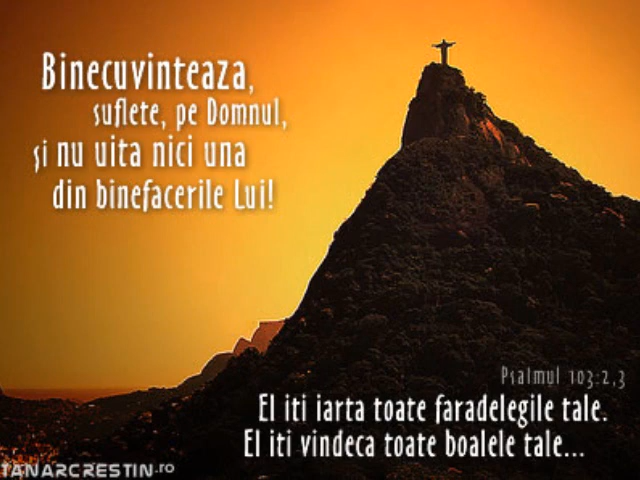 Binecuvinteaza,
suflete, pe Domnul,
şi nu uita nici una
din binefacerile Lui!
Psalmul 103:2,3
El iti iarta toate faradelegile tale.
El iti vindeca toate boalele tale...
TANARCRESTIN.ro